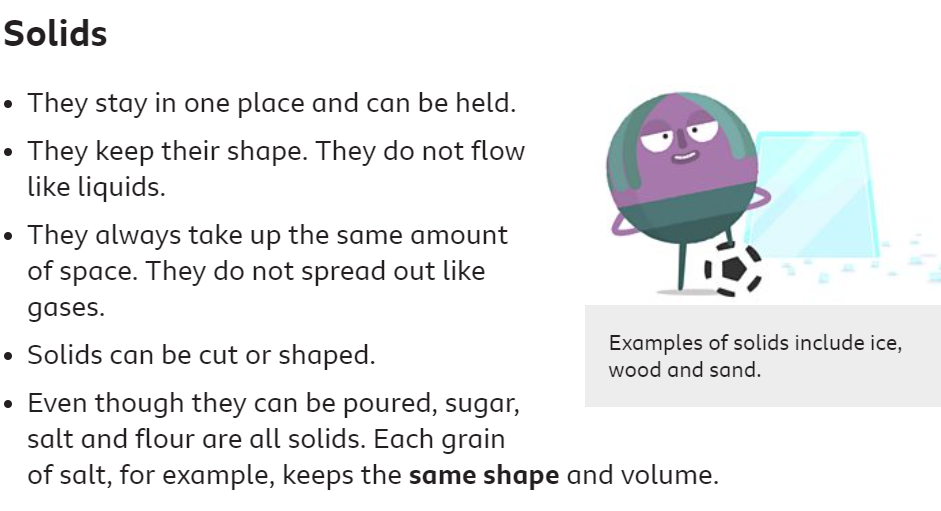 Solids
• They stay in one place and can be held.
• They keep their shape. They do not flow
like liquids.
• They always take up the same amount
of space. They do not spread out like
gases.
• Solids can be cut or shaped.
• Even though they can be poured, sugar,
salt and flour are all solids. Each grain
of salt, for example, keeps the same shape and volume.
Examples of solids include ice,
wood and sand.